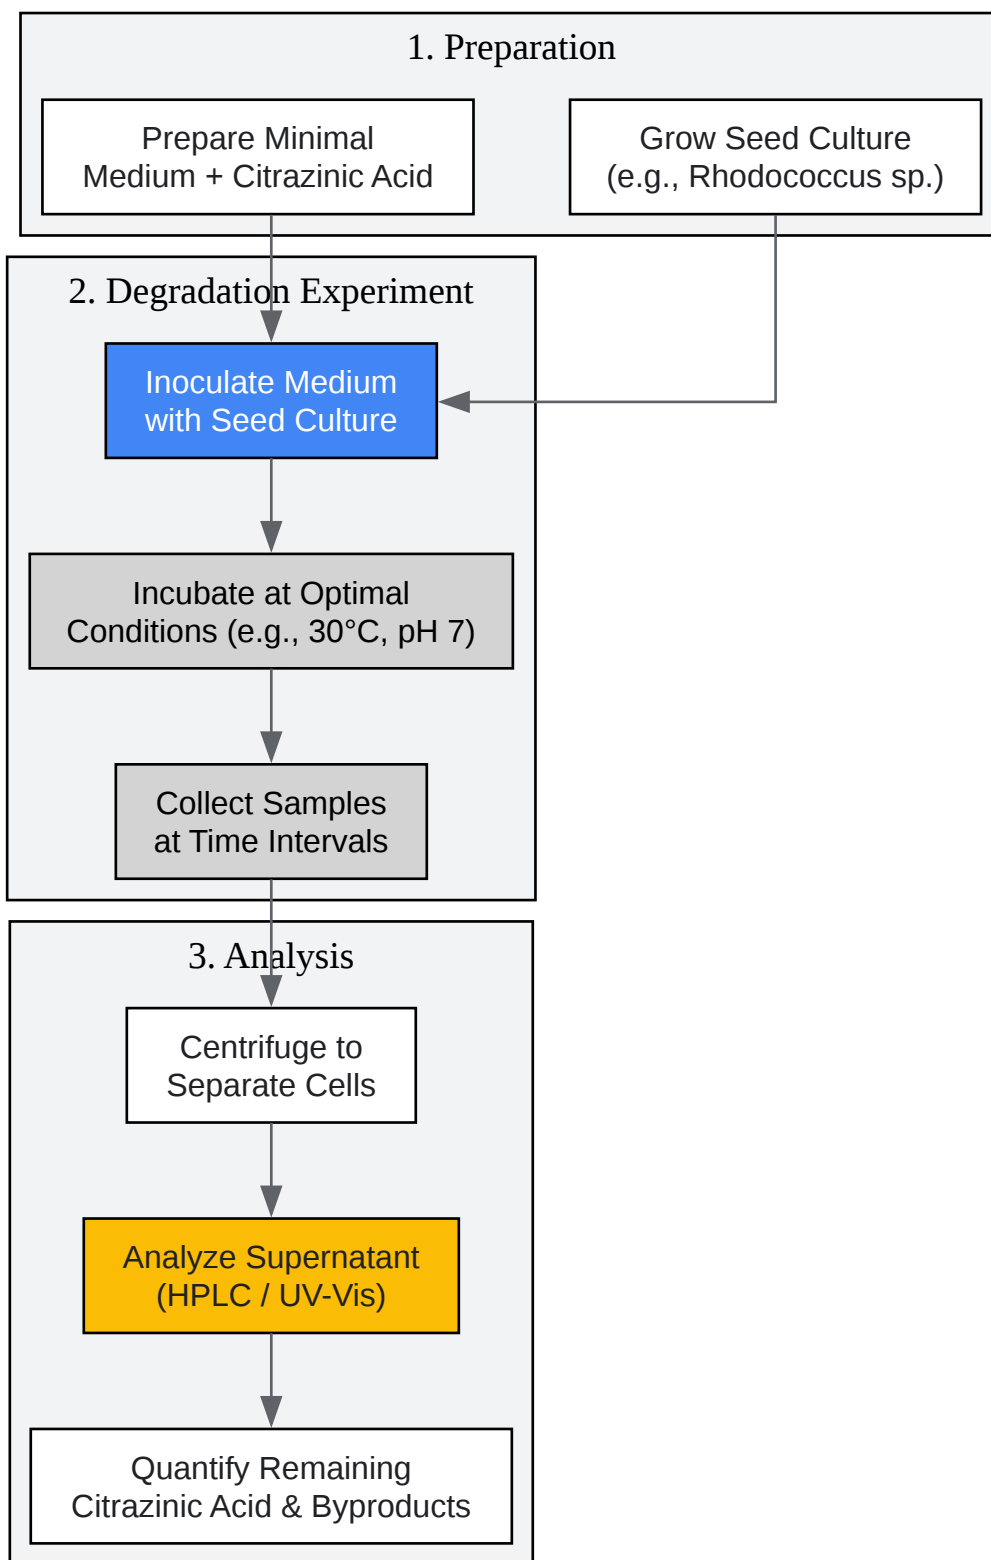 1. Preparation
Prepare Minimal
Medium + Citrazinic Acid
Grow Seed Culture
(e.g., Rhodococcus sp.)
2. Degradation Experiment
Inoculate Medium
with Seed Culture
Incubate at Optimal
Conditions (e.g., 30°C, pH 7)
Collect Samples
at Time Intervals
3. Analysis
Centrifuge to
Separate Cells
Analyze Supernatant
(HPLC / UV-Vis)
Quantify Remaining
Citrazinic Acid & Byproducts